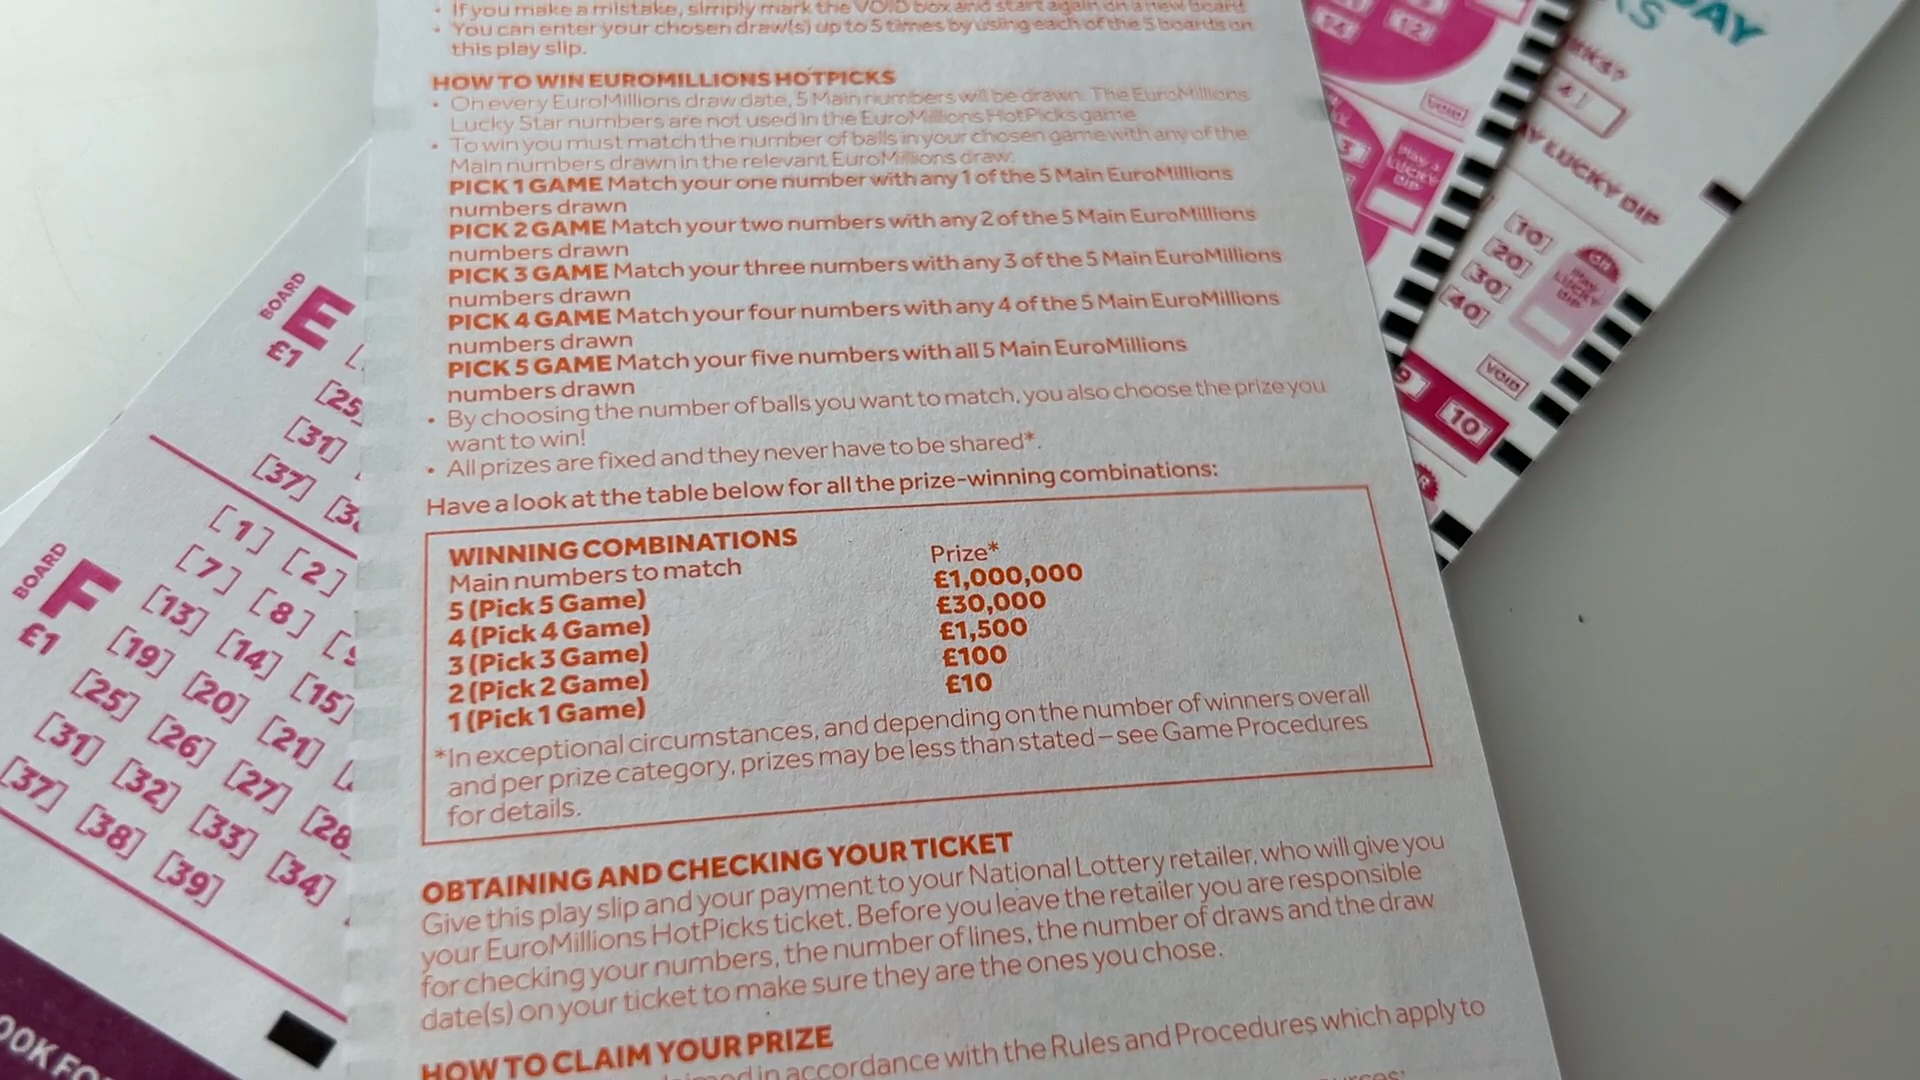 • If you make a mistake, simply mark the VOID box and start again on a new board
• You can enter your chosen draw(s) up to 5 times by using each of the 5 boards on
this play slip.
HOW TO WIN EUROMILLIONS HOTPICKS
• On every EuroMillions draw date, 5 Main numbers will be drawn. The EuroMillions
Lucky Star numbers are not used in the EuroMillions HotPicks game
• To win you must match the number of balls in your chosen game with any of the
Main numbers drawn in the relevant EuroMillions draw:
PICK 1 GAME Match your one number with any 1 of the 5 Main EuroMillions
numbers drawn
PICK 2 GAME Match your two numbers with any 2 of the 5 Main EuroMillions
numbers drawn
PICK 3 GAME Match your three numbers with any 3 of the 5 Main EuroMillions
numbers drawn
PICK 4 GAME Match your four numbers with any 4 of the 5 Main EuroMillions
numbers drawn
PICK 5 GAME Match your five numbers with all 5 Main EuroMillions
numbers drawn
• By choosing the number of balls you want to match, you also choose the prize you
want to win!
• All prizes are fixed and they never have to be shared*.
Have a look at the table below for all the prize-winning combinations:
WINNING COMBINATIONS
Main numbers to match Prize*
5 (Pick 5 Game) £1,000,000
4 (Pick 4 Game) £30,000
3 (Pick 3 Game) £1,500
2 (Pick 2 Game) £100
1 (Pick 1 Game) £10
*In exceptional circumstances, and depending on the number of winners overall
and per prize category, prizes may be less than stated – see Game Procedures
for details.
OBTAINING AND CHECKING YOUR TICKET
Give this play slip and your payment to your National Lottery retailer, who will give you
your EuroMillions HotPicks ticket. Before you leave the retailer you are responsible
for checking your numbers, the number of lines, the number of draws and the draw
date(s) on your ticket to make sure they are the ones you chose.
HOW TO CLAIM YOUR PRIZE
in accordance with the Rules and Procedures which apply to
BOARD
E
£1
[25]
[31]
[37]
BOARD
F
£1
[1] [2]
[7] [8]
[13] [14] [15]
[19] [20] [21]
[25] [26] [27] [28]
[31] [32] [33] [34]
[37] [38] [39]
[14] [12]
VOID
3
Play a
LUCKY
DIP
9 [10]
LUCKY DIP
[10]
[20]
[30]
[40]
OR
VOID